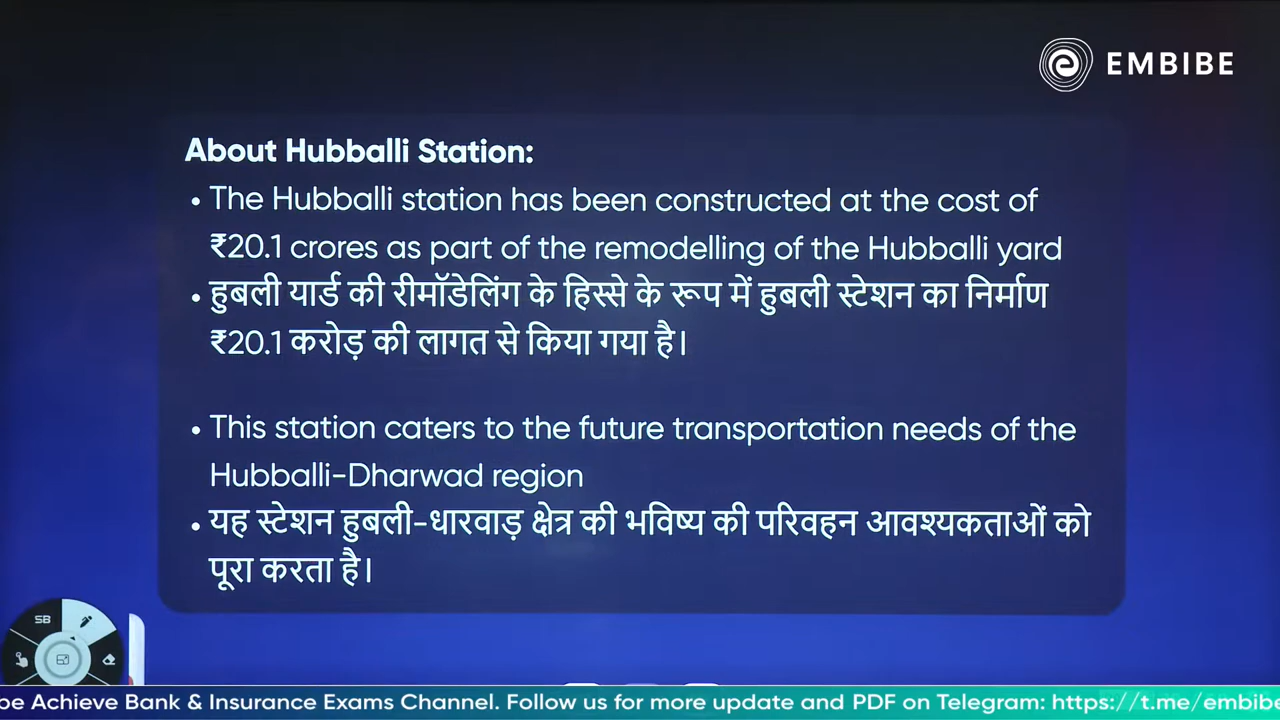 EMBIBE
About Hubballi Station:
• The Hubballi station has been constructed at the cost of
₹20.1 crores as part of the remodelling of the Hubballi yard
• हुबली यार्ड की रीमॉडेलिंग के हिस्से के रूप में हुबली स्टेशन का निर्माण
₹20.1 करोड़ की लागत से किया गया है।
• This station caters to the future transportation needs of the
Hubballi-Dharwad region
• यह स्टेशन हुबली-धारवाड़ क्षेत्र की भविष्य की परिवहन आवश्यकताओं को
पूरा करता है।
SB
be Achieve Bank & Insurance Exams Channel. Follow us for more update and PDF on Telegram: https://t.me/embibe